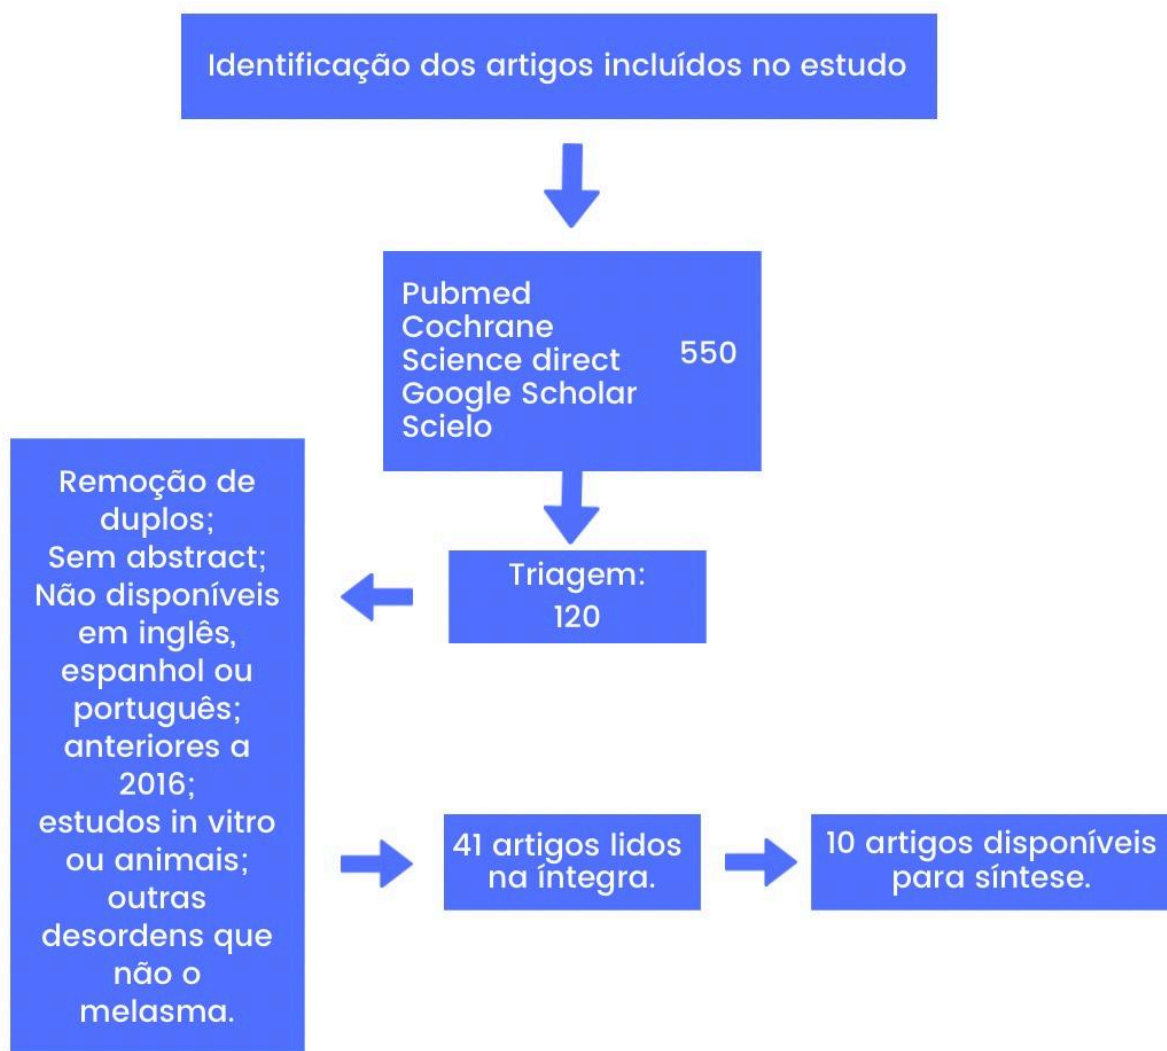 Identificação dos artigos incluídos no estudo
Pubmed
Cochrane
Science direct
Google Scholar
Scielo
550
Triagem:
120
Remoção de
duplos;
Sem abstract;
Não disponíveis
em inglês,
espanhol ou
português;
anteriores a
2016;
estudos in vitro
ou animais;
outras
desordens que
não o
melasma.
41 artigos lidos
na íntegra.
10 artigos disponíveis
para síntese.